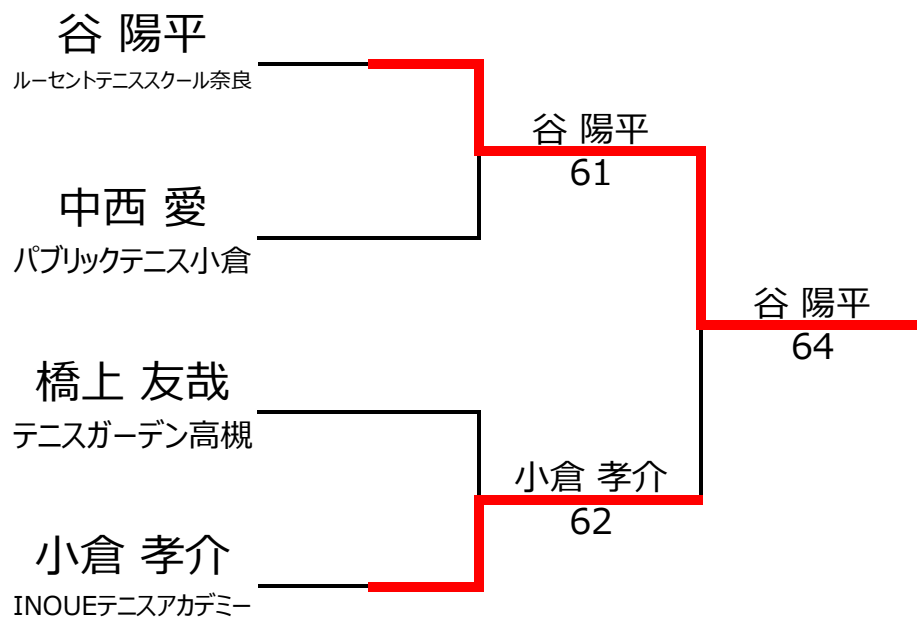 谷 陽平
ルーセントテニススクール奈良
谷 陽平
61
中西 愛
パブリックテニス小倉
谷 陽平
64
橋上 友哉
テニスガーデン高槻
小倉 孝介
62
小倉 孝介
INOUEテニスアカデミー